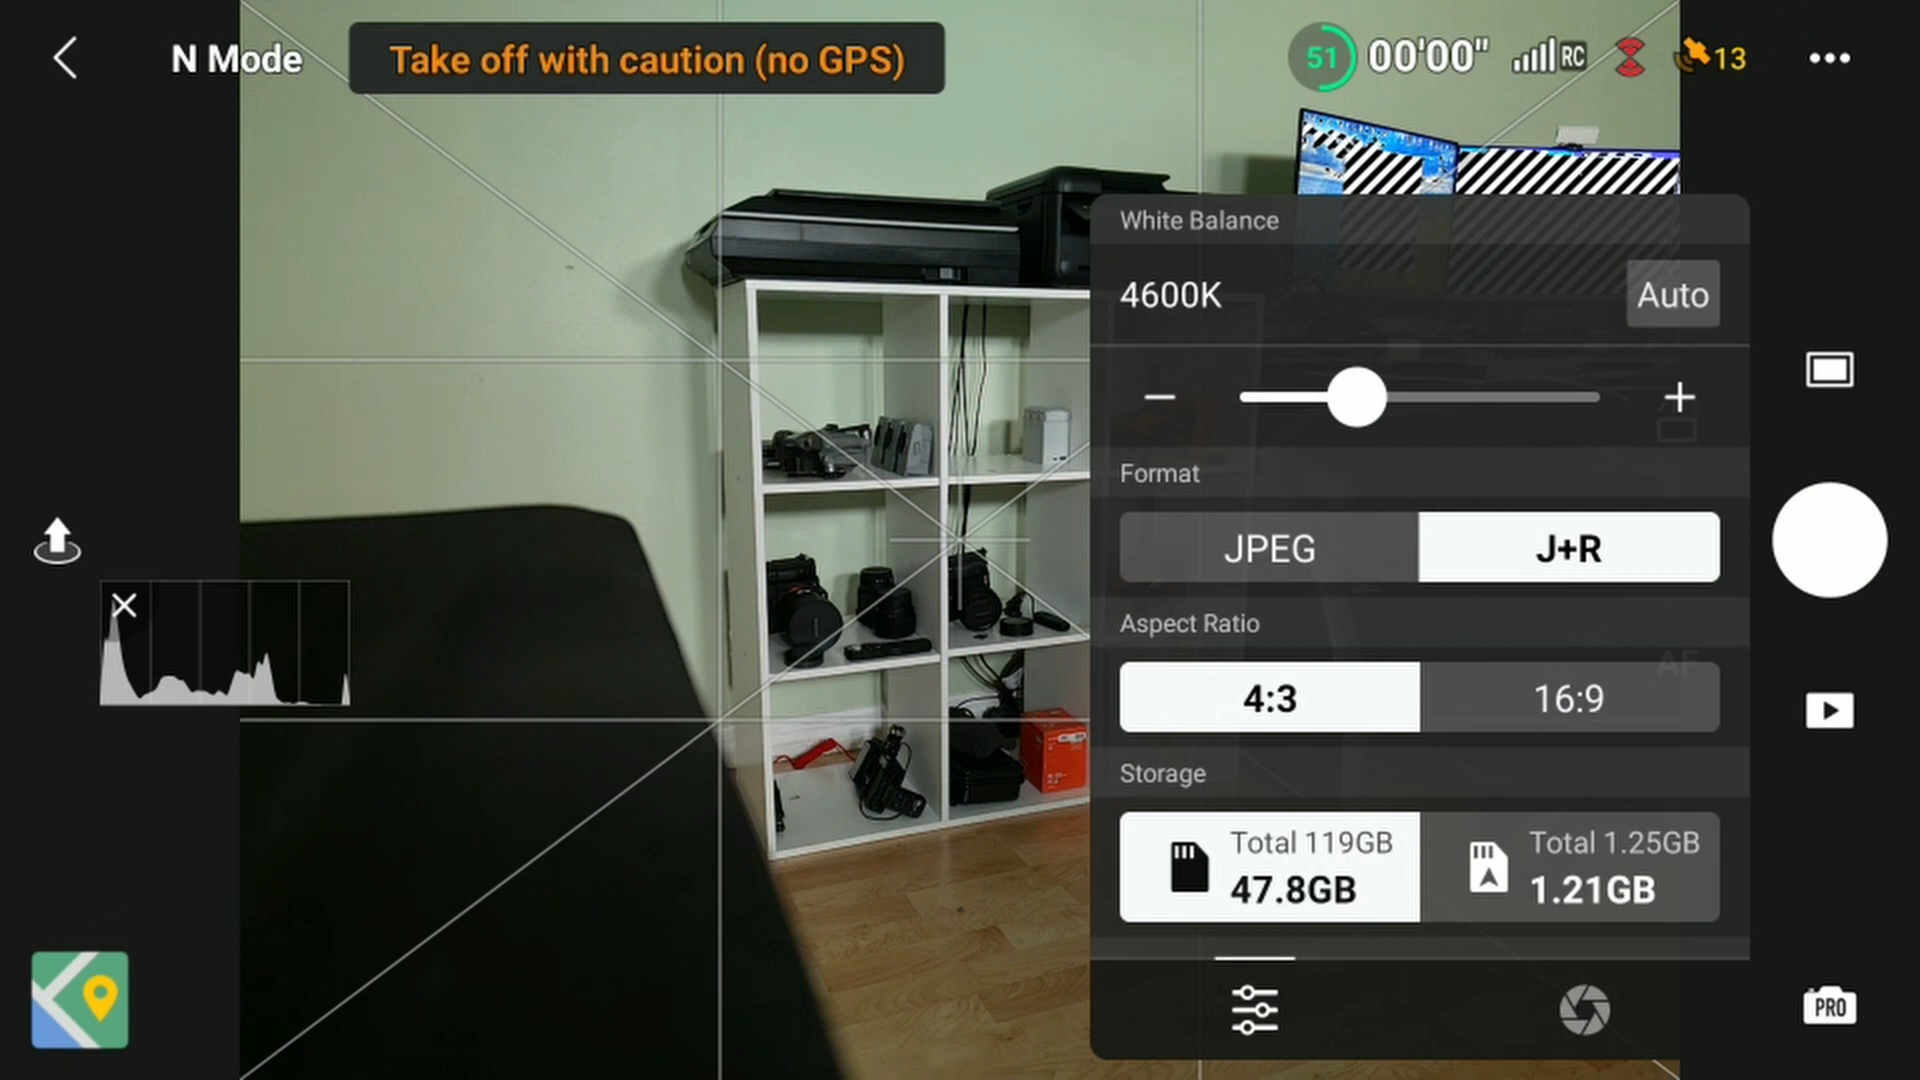 N Mode
Take off with caution (no GPS)
51
00'00"
RC
13
White Balance
4600K
Auto
Format
JPEG
J+R
Aspect Ratio
AF
4:3
16:9
Storage
Total 119GB
47.8GB
Total 1.25GB
1.21GB
PRO